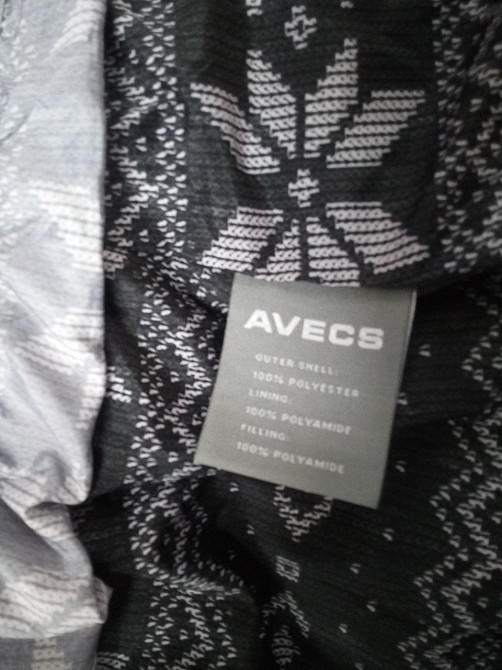 AVECS
OUTER SHELL:
100% POLYESTER
LINING:
100% POLYAMIDE
FILLING:
100% POLYAMIDE